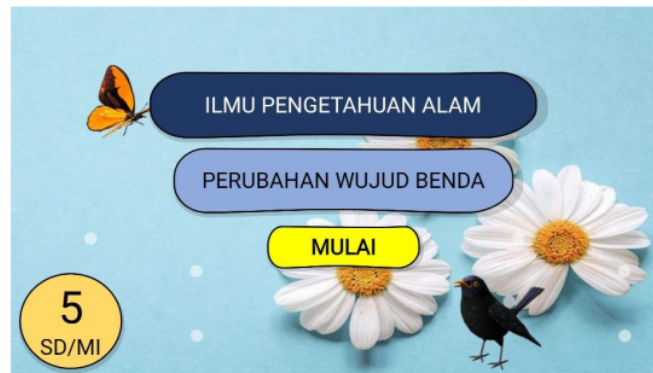 ILMU PENGETAHUAN ALAM
PERUBAHAN WUJUD BENDA
MULAI
5
SD/MI